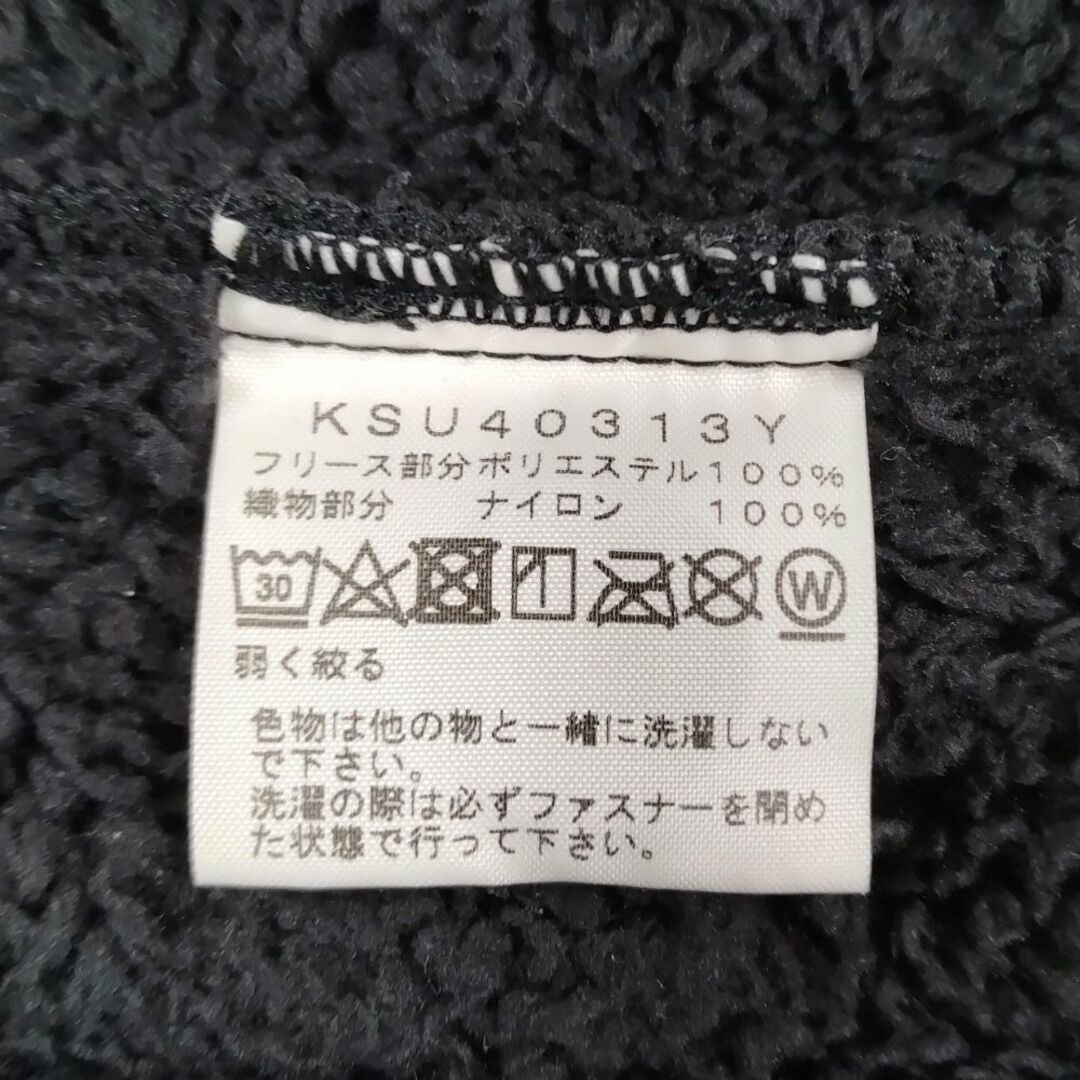 KSU40313Y
フリース部分ポリエステル100%
織物部分 ナイロン 100%
30 W
弱く絞る
色物は他の物と一緒に洗濯しない
で下さい。
洗濯の際は必ずファスナーを閉め
た状態で行って下さい。